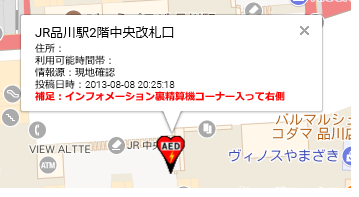 JR品川駅2階中央改札口
住所：
利用可能時間帯：
情報源：現地確認
投稿日時：2013-08-08 20:25:18
補足：インフォメーション裏精算機コーナー入って右側
バルマルシェ
コダマ 品川店
VIEW ALTTE
JR 中央
AED
ヴィノスやまざき
ATM